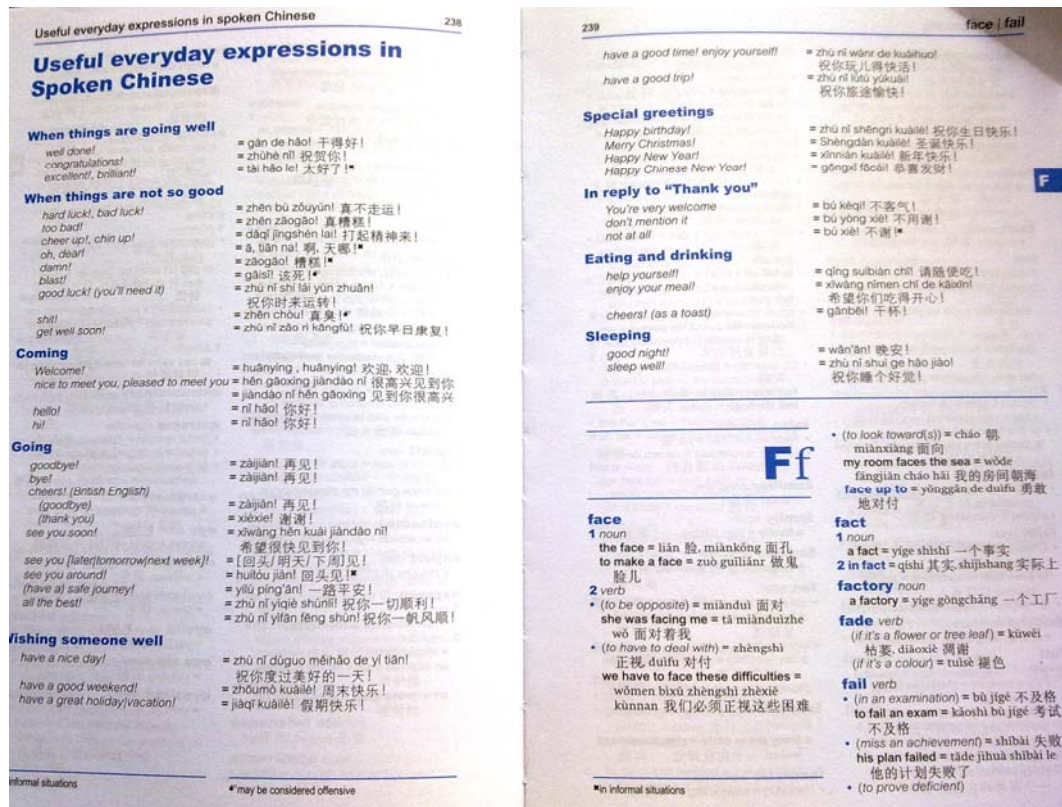 Useful everyday expressions in spoken Chinese 238
Useful everyday expressions in
Spoken Chinese
When things are going well
well done! = gàn de hǎo! 干得好!
congratulations! = zhùhè nǐ! 祝贺你!
excellent!, brilliant! = tài hǎo le! 太好了!▪
When things are not so good
hard luck!, bad luck! = zhēn bù zǒuyùn! 真不走运!
too bad! = zhēn zāogāo! 真糟糕!
cheer up!, chin up! = dǎqǐ jīngshén lai! 打起精神来!
oh, dear! = à, tiān na! 啊, 天哪!▪
damn! = zāogāo! 糟糕!▪
blast! = gāisǐ! 该死!
good luck! (you'll need it) = zhù nǐ shí lái yùn zhuǎn!
祝你时来运转!
shit! = zhēn chòu! 真臭!
get well soon! = zhù nǐ zǎo rì kāngfù! 祝你早日康复!
Coming
Welcome! = huānyíng, huānyíng! 欢迎, 欢迎!
nice to meet you, pleased to meet you = hěn gāoxìng jiàndào nǐ 很高兴见到你
= jiàndào nǐ hěn gāoxìng 见到你很高兴
hello! = nǐ hǎo! 你好!
hi! = nǐ hǎo! 你好!
Going
goodbye! = zàijiàn! 再见!
bye! = zàijiàn! 再见!
cheers! (British English)
(goodbye) = zàijiàn! 再见!
(thank you) = xièxie! 谢谢!
see you soon! = xīwàng hěn kuài jiàndào nǐ!
希望很快见到你!
see you [later|tomorrow|next week]! = [回头/明天/下周]见!
see you around! = huítóu jiàn! 回头见!▪
(have a) safe journey! = yílù píng'ān! 一路平安!
all the best! = zhù nǐ yíqiè shùnlì! 祝你一切顺利!
= zhù nǐ yìfān fēng shùn! 祝你一帆风顺!
Wishing someone well
have a nice day! = zhù nǐ dùguo měihǎo de yì tiān!
祝你度过美好的一天!
have a good weekend! = zhōumò kuàilè! 周末快乐!
have a great holiday|vacation! = jiàqī kuàilè! 假期快乐!
informal situations may be considered offensive
239 face | fail
have a good time! enjoy yourself! = zhù nǐ wánr de kuàihuo!
祝你玩儿得快活!
have a good trip! = zhù nǐ lǚtú yúkuài!
祝你旅途愉快!
Special greetings
Happy birthday! = zhù nǐ shēngrì kuàilè! 祝你生日快乐!
Merry Christmas! = Shèngdàn kuàilè! 圣诞快乐!
Happy New Year! = xīnnián kuàilè! 新年快乐!
Happy Chinese New Year! = gōngxǐ fācái! 恭喜发财!
F
In reply to "Thank you"
You're very welcome = bú kèqi! 不客气!
don't mention it = bú yòng xiè! 不用谢!
not at all = bú xiè! 不谢!▪
Eating and drinking
help yourself! = qǐng suíbiàn chī! 请随便吃!
enjoy your meal! = xīwàng nǐmen chī de kāixīn!
希望你们吃得开心!
cheers! (as a toast) = gānbēi! 干杯!
Sleeping
good night! = wǎn'ān! 晚安!
sleep well! = zhù nǐ shuì ge hǎo jiào!
祝你睡个好觉!
Ff
face
1 noun
the face = liǎn 脸, miànkǒng 面孔
to make a face = zuò guǐliǎnr 做鬼
脸儿
2 verb
• (to be opposite) = miànduì 面对
she was facing me = tā miànduìzhe
wǒ 面对着我
• (to have to deal with) = zhèngshì
正视, duìfu 对付
we have to face these difficulties =
wǒmen bìxū zhèngshì zhèxiē
kùnnan 我们必须正视这些困难
▪in informal situations
• (to look toward(s)) = cháo 朝,
miànxiàng 面向
my room faces the sea = wǒde
fángjiān cháo hǎi 我的房间朝海
face up to = yǒnggǎn de duìfu 勇敢
地对付
fact
1 noun
a fact = yíge shìshí 一个事实
2 in fact = qíshí 其实, shíjìshang 实际上
factory noun
a factory = yíge gōngchǎng 一个工厂
fade verb
(if it's a flower or tree leaf) = kūwěi
枯萎, diāoxiè 凋谢
(if it's a colour) = tuìsè 褪色
fail verb
• (in an examination) = bù jígé 不及格
to fail an exam = kǎoshì bù jígé 考试
不及格
• (miss an achievement) = shībài 失败
his plan failed = tāde jìhuà shībài le
他的计划失败了
• (to prove deficient)